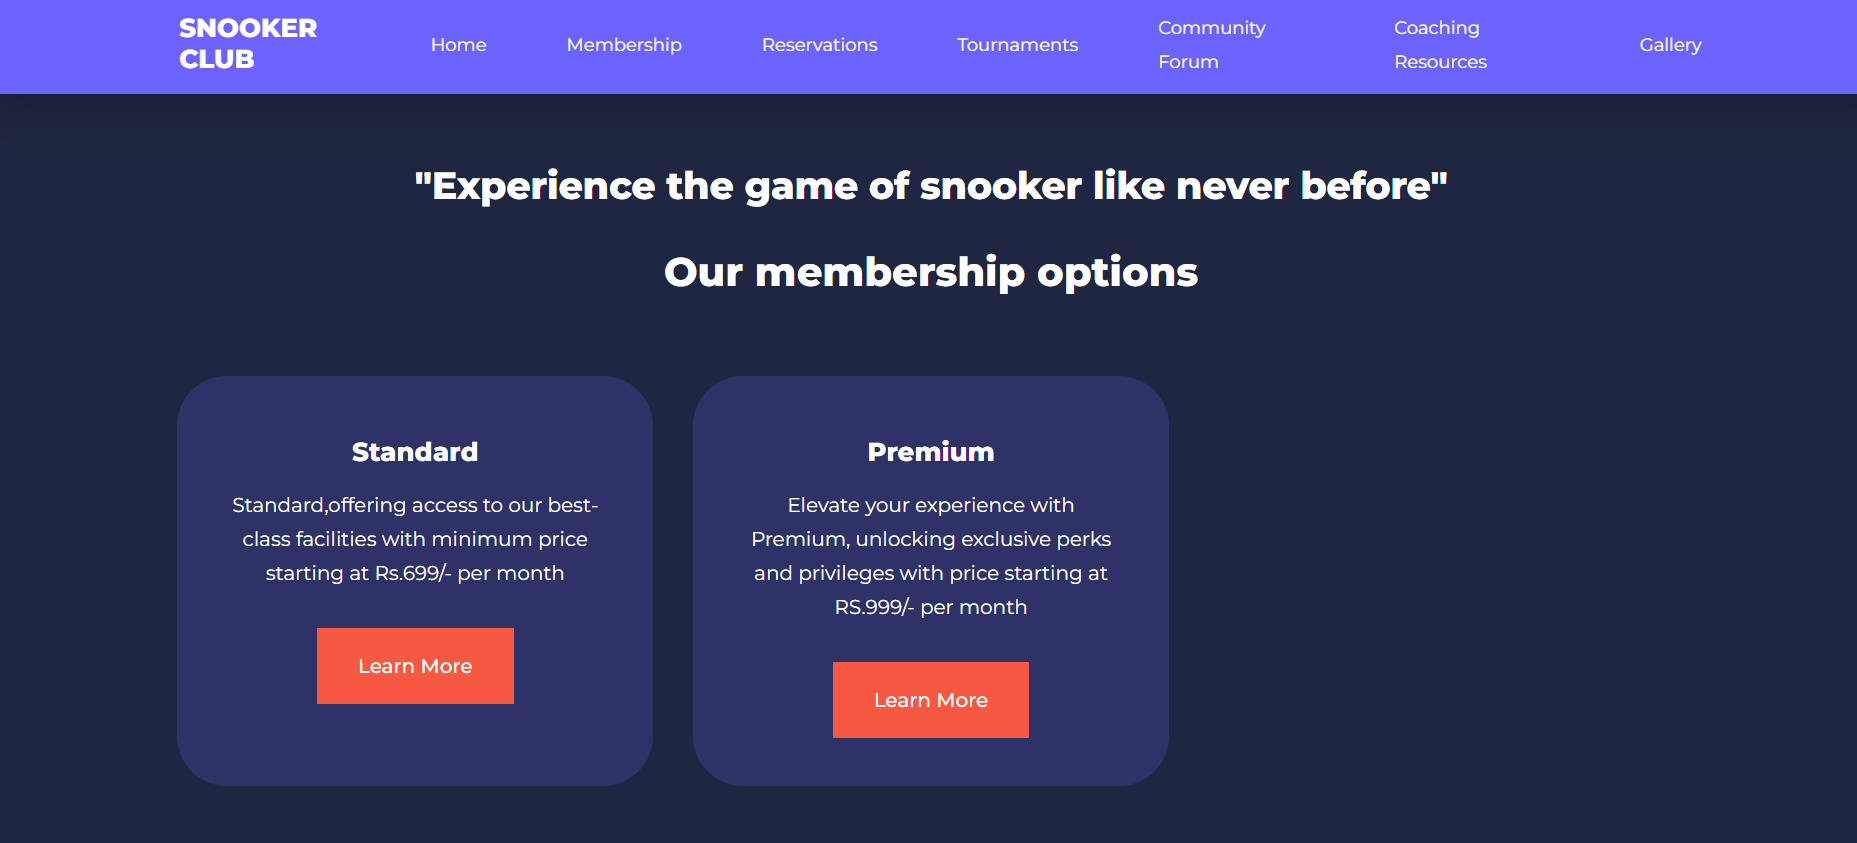 SNOOKER
CLUB
Home
Membership
Reservations
Tournaments
Community
Forum
Coaching
Resources
Gallery
"Experience the game of snooker like never before"
Our membership options
Standard
Standard,offering access to our best-
class facilities with minimum price
starting at Rs.699/- per month
Learn More
Premium
Elevate your experience with
Premium, unlocking exclusive perks
and privileges with price starting at
RS.999/- per month
Learn More